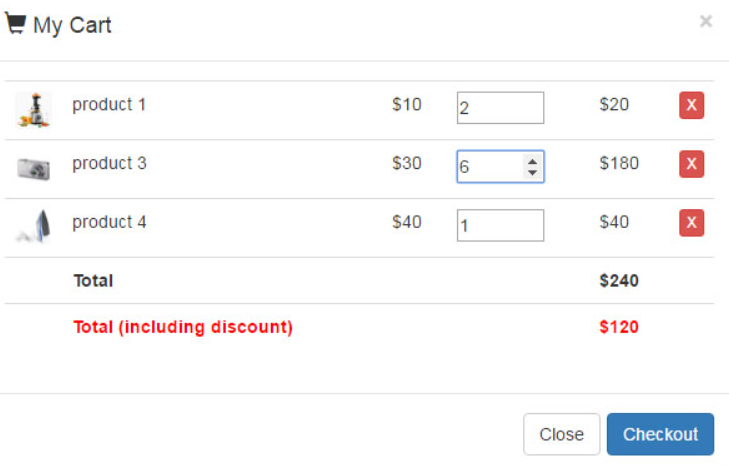 My Cart ×
product 1 $10 2 $20 X
product 3 $30 6 $180 X
product 4 $40 1 $40 X
Total $240
Total (including discount) $120
Close Checkout